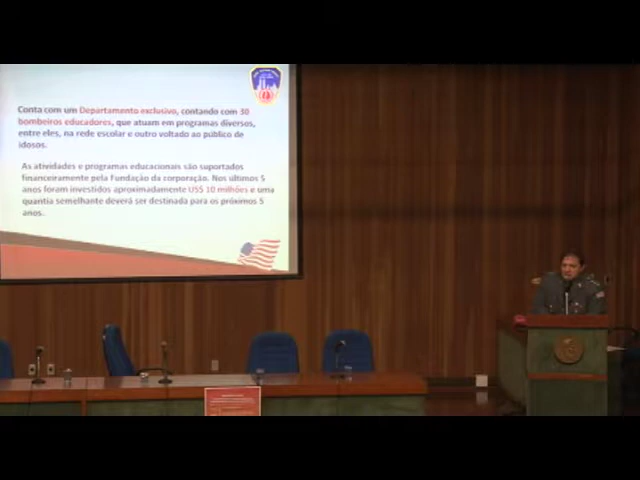 Conta com um Departamento exclusivo, contando com 30
bombeiros educadores, que atuam em programas diversos,
entre eles, na rede escolar e outro voltado ao público de
idosos.
As atividades e programas educacionais são suportados
financeiramente pela Fundação da corporação. Nos últimos 5
anos foram investidos aproximadamente US$ 10 milhões e uma
quantia semelhante deverá ser destinada para os próximos 5
anos.